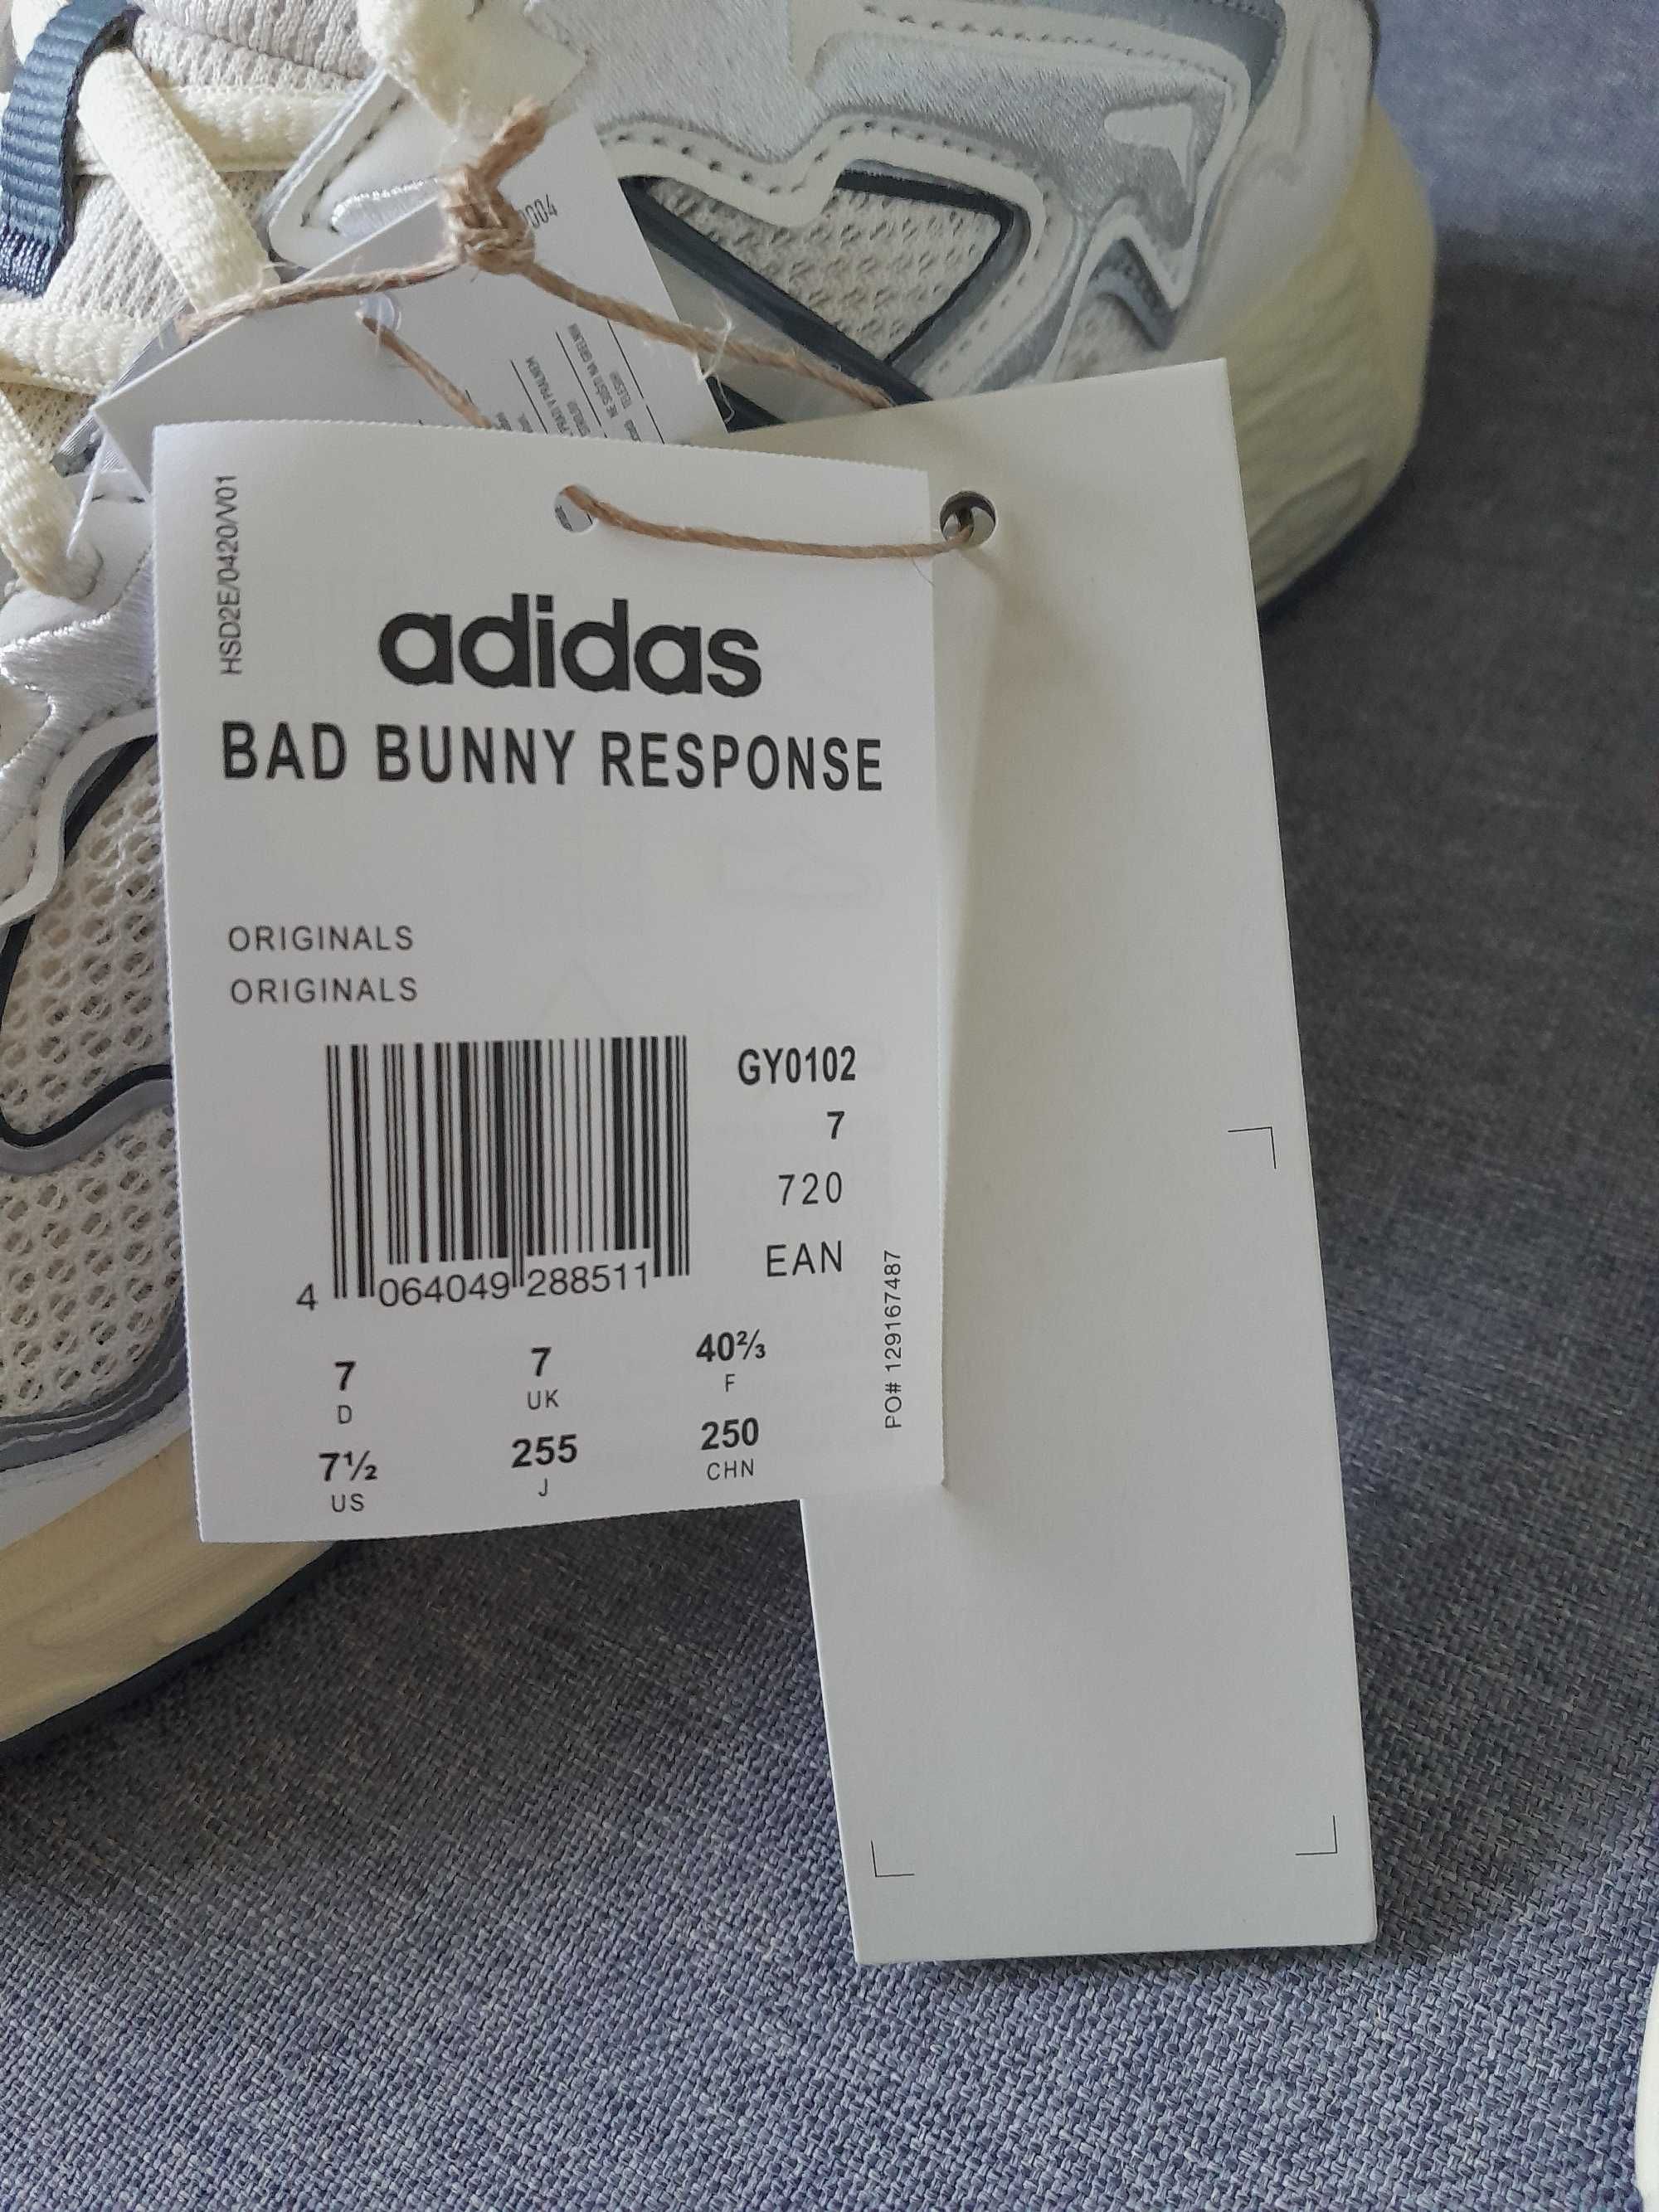 HSD2E/0420/V01
adidas
BAD BUNNY RESPONSE
ORIGINALS
ORIGINALS
GY0102
7
720
EAN
4 064049 288511
PO# 129167487
7 7 40⅔
D UK F
7½ 255 250
US J CHN